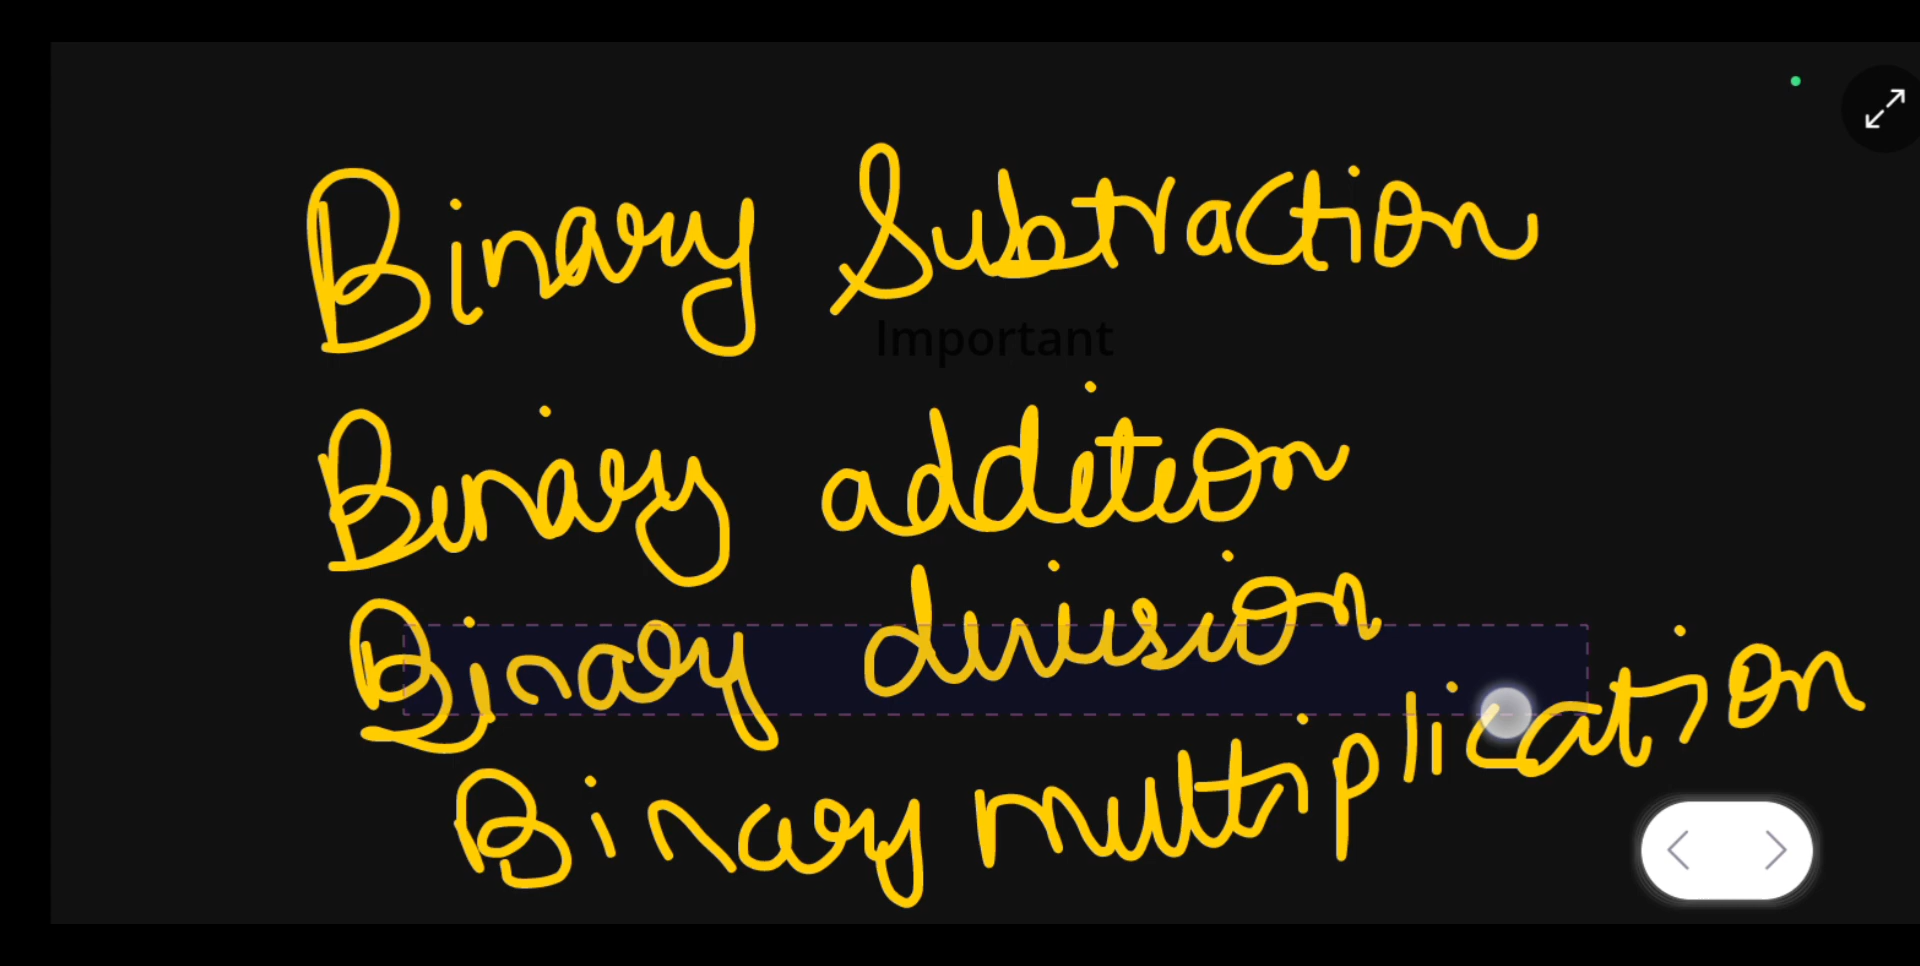 Binary Subtraction
Important
Binary addition
Binary division
Binary multiplication